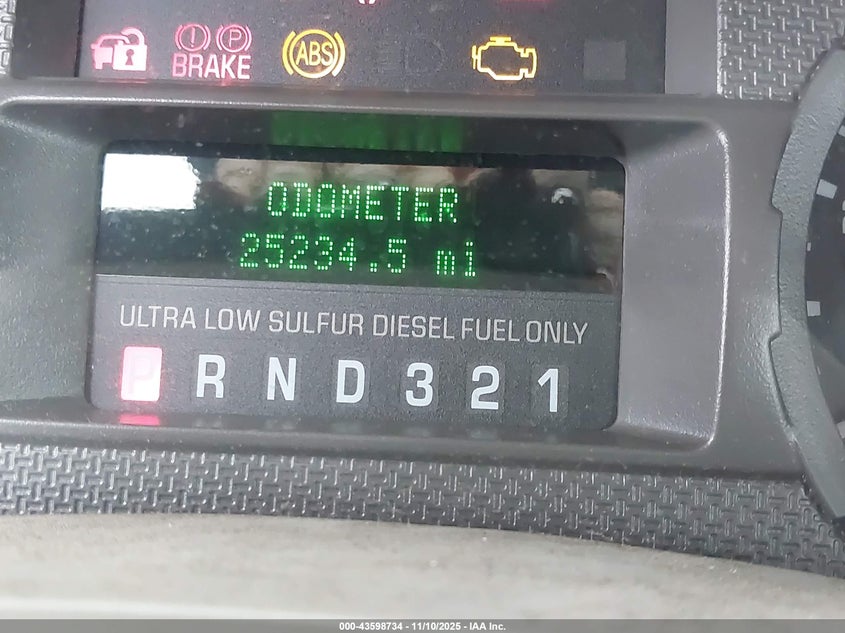 BRAKE ABS
ODOMETER
25234.5 mi
ULTRA LOW SULFUR DIESEL FUEL ONLY
P R N D 3 2 1
000-43598734 - 11/10/2025 - IAA Inc.